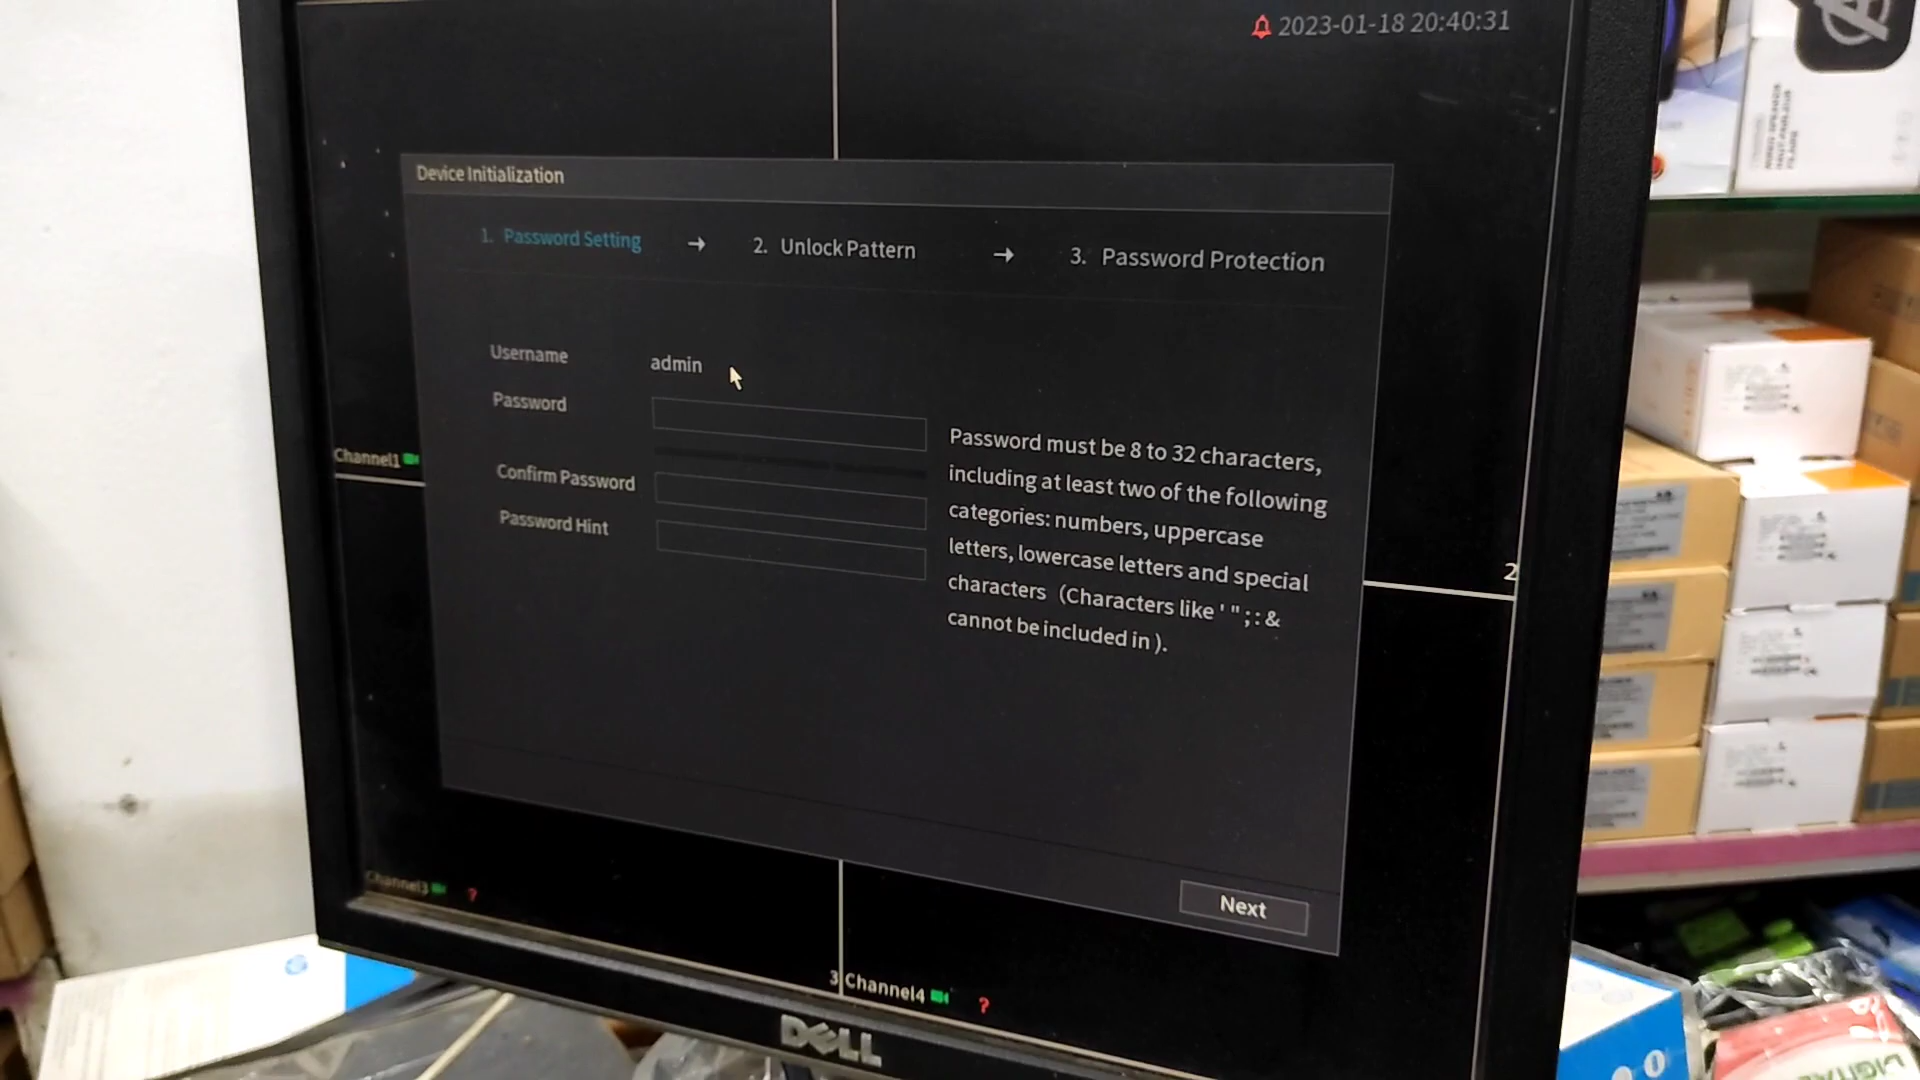 2023-01-18 20:40:31
Device Initialization
1. Password Setting → 2. Unlock Pattern → 3. Password Protection
Username admin
Password
Confirm Password
Password Hint
Password must be 8 to 32 characters,
including at least two of the following
categories: numbers, uppercase
letters, lowercase letters and special
characters (Characters like ' " ; : &
cannot be included in ).
Channel1
2
Next
Channel3 ?
3 Channel4 ?
DELL